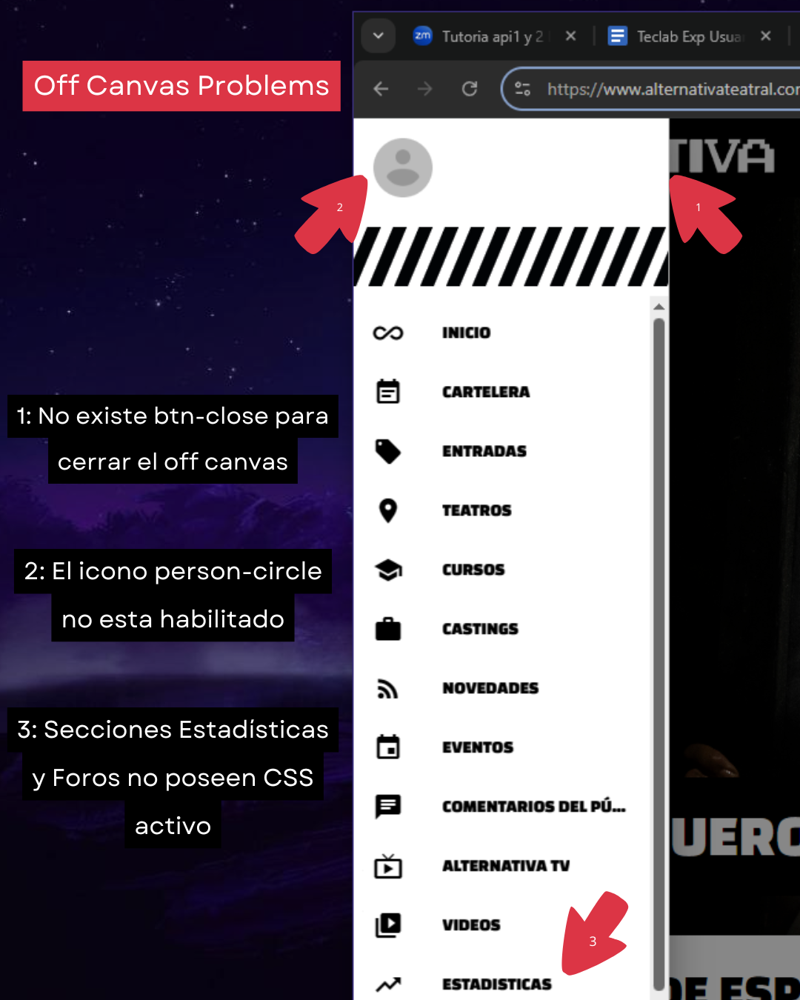 Off Canvas Problems
zm Tutoria api1 y 2
Teclab Exp Usua
https://www.alternativateatral.co
TIVA
2
1
INICIO
CARTELERA
1: No existe btn-close para
cerrar el off canvas
ENTRADAS
TEATROS
2: El icono person-circle
no esta habilitado
CURSOS
CASTINGS
NOVEDADES
3: Secciones Estadísticas
y Foros no poseen CSS
activo
EVENTOS
COMENTARIOS DEL PÚ...
UERO
ALTERNATIVA TV
VIDEOS
3
ESTADISTICAS
DE ESP